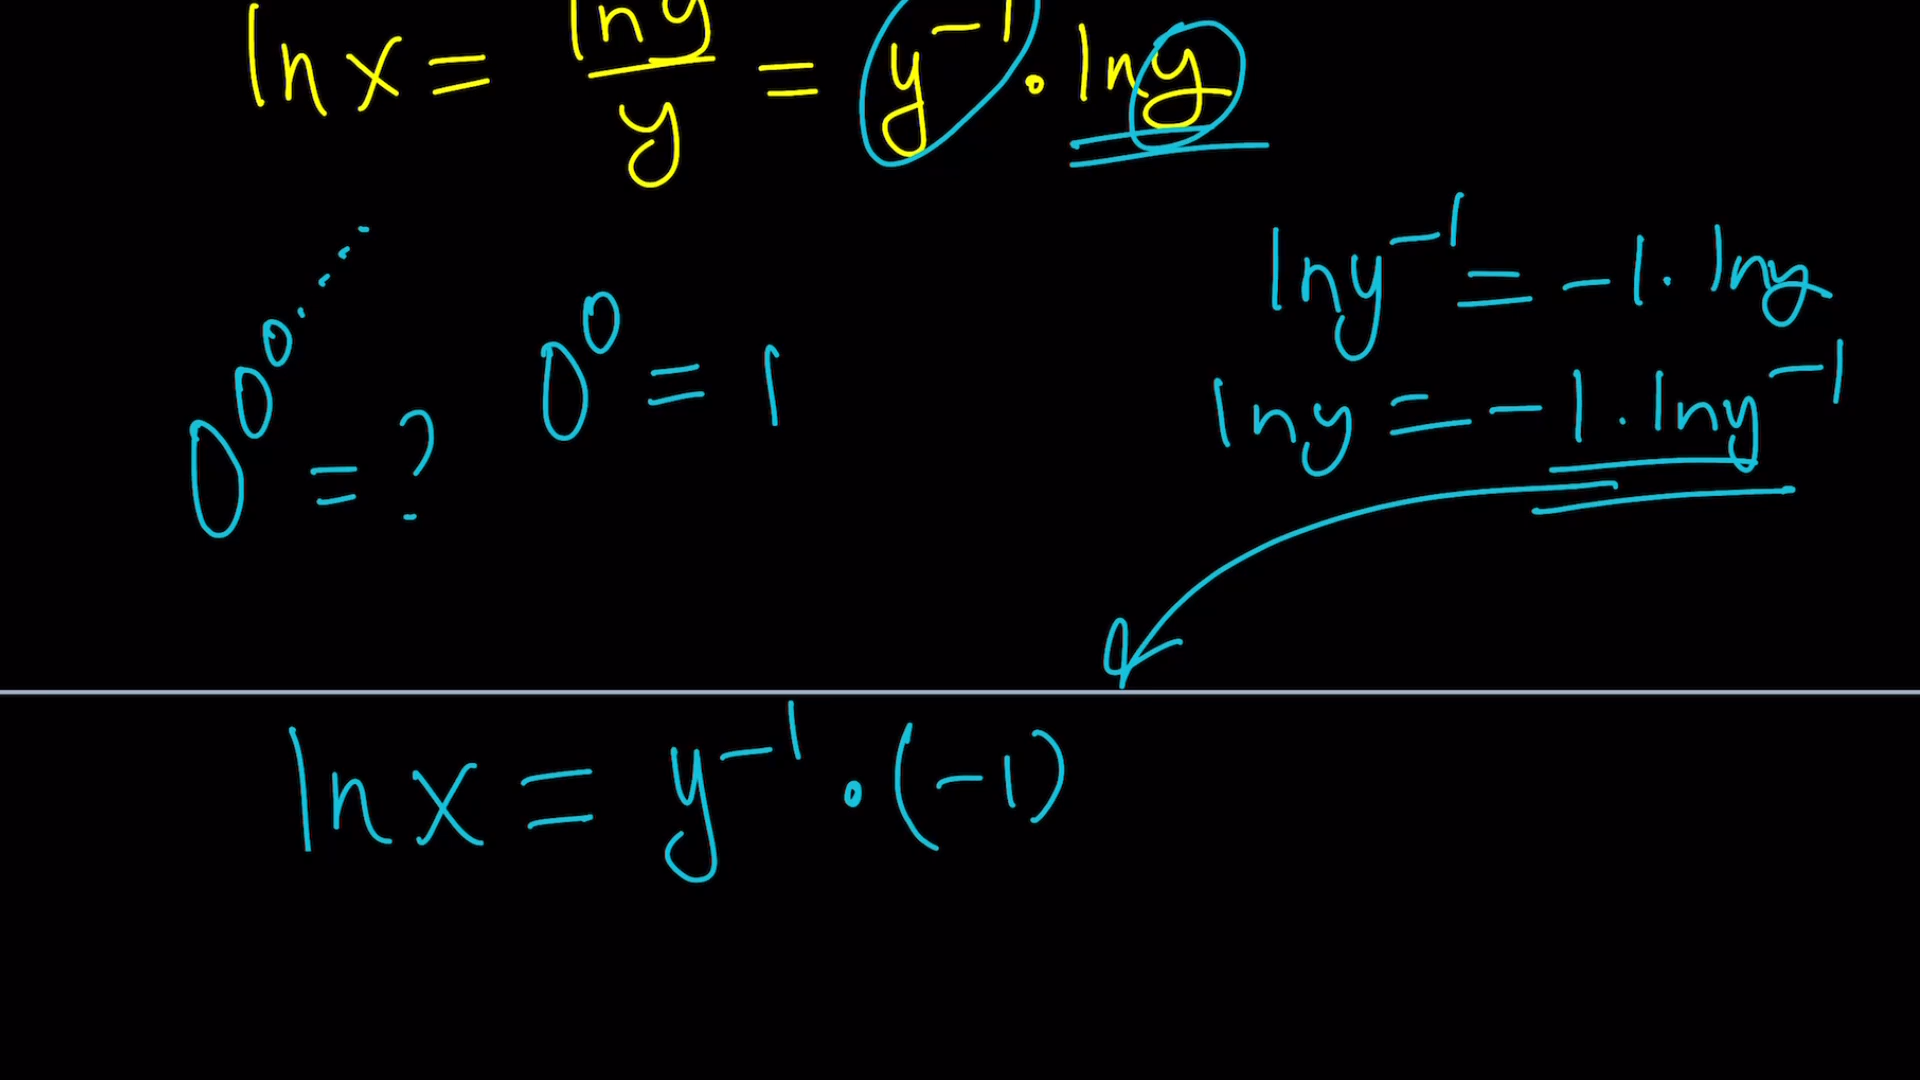 ln x = ln y / y = y⁻¹ · ln y
0^0^0^... = ?
0⁰ = 1
ln y⁻¹ = -1 · ln y
ln y = -1 · ln y⁻¹
ln x = y⁻¹ · (-1)